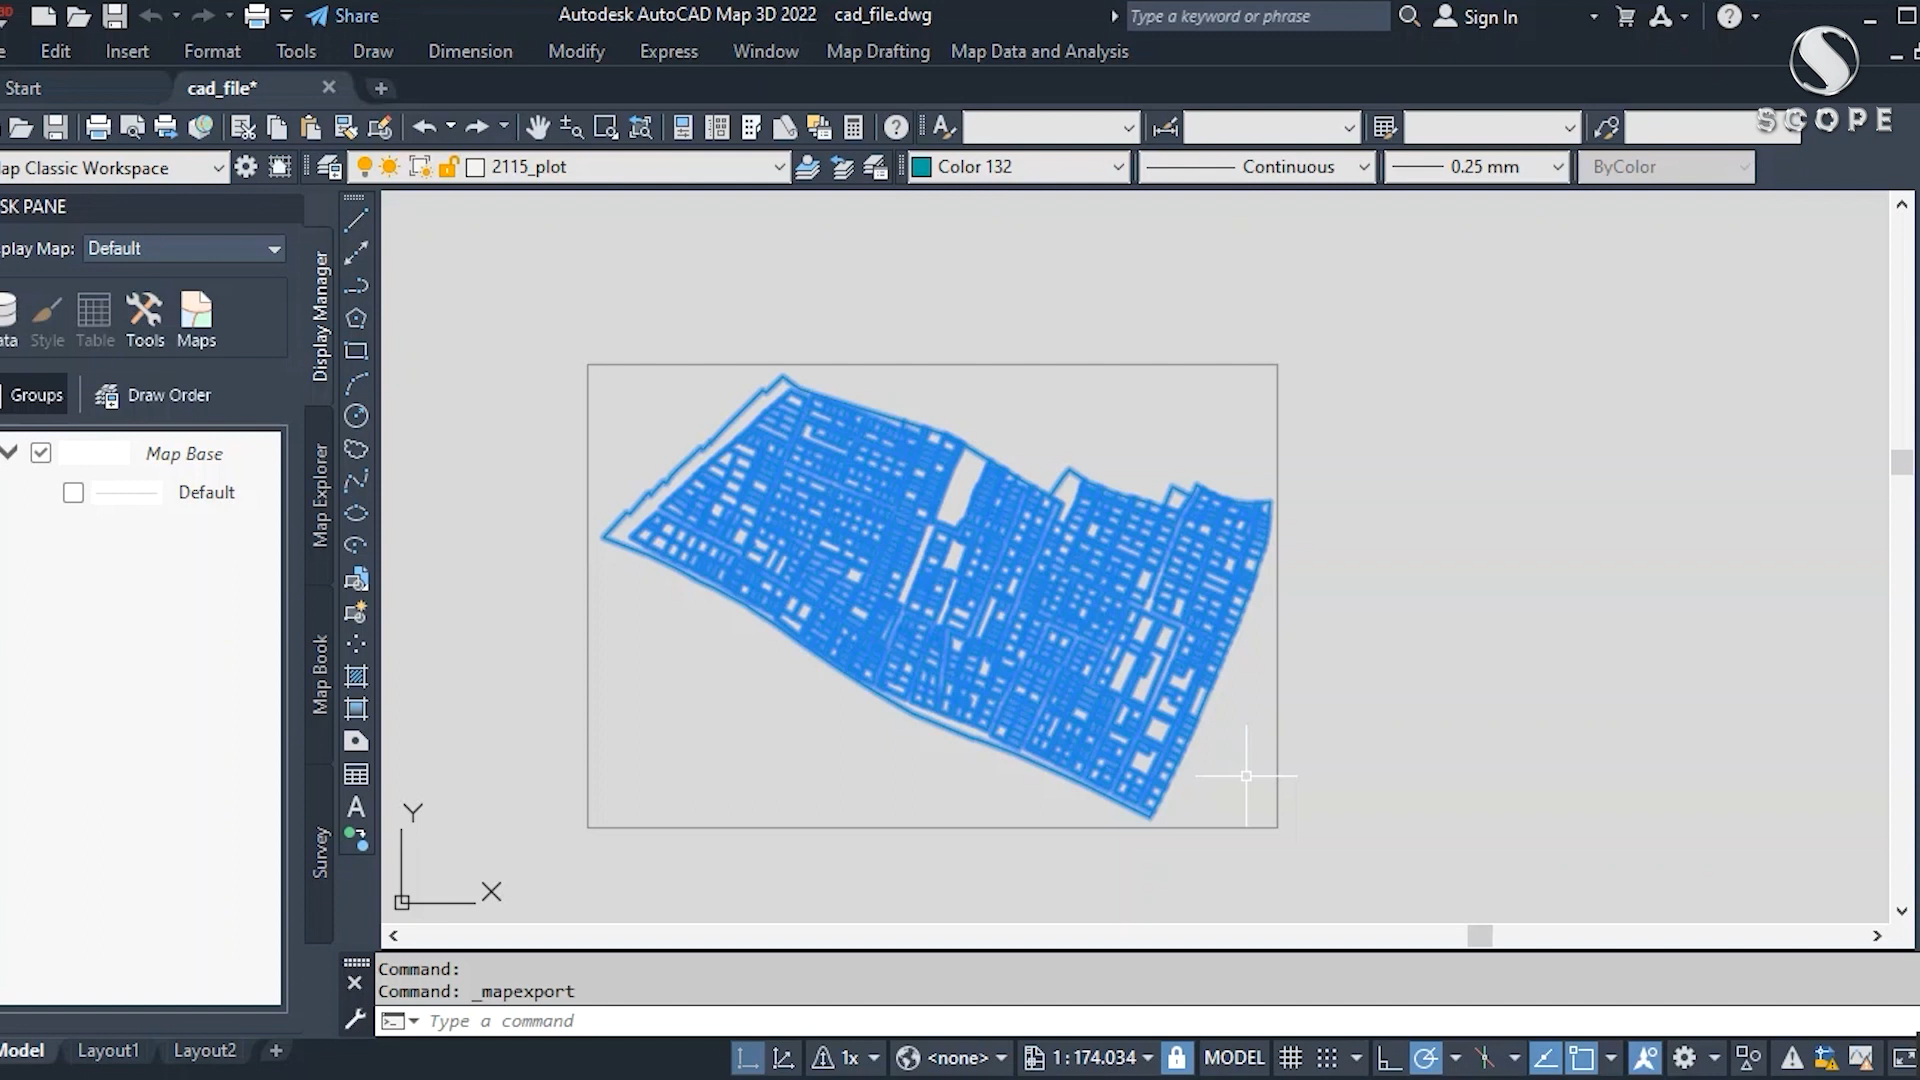 Share
Autodesk AutoCAD Map 3D 2022 cad_file.dwg
Type a keyword or phrase
Sign In
Edit Insert Format Tools Draw Dimension Modify Express Window Map Drafting Map Data and Analysis
Start
cad_file*
SCOPE
ap Classic Workspace
2115_plot
Color 132
Continuous
0.25 mm
ByColor
SK PANE
play Map: Default
ata Style Table Tools Maps
Groups
Draw Order
Map Base
Default
Display Manager
Map Explorer
Map Book
Survey
A
Y
X
Command:
Command: _mapexport
Type a command
Model
Layout1
Layout2
1x
<none>
1:174.034
MODEL